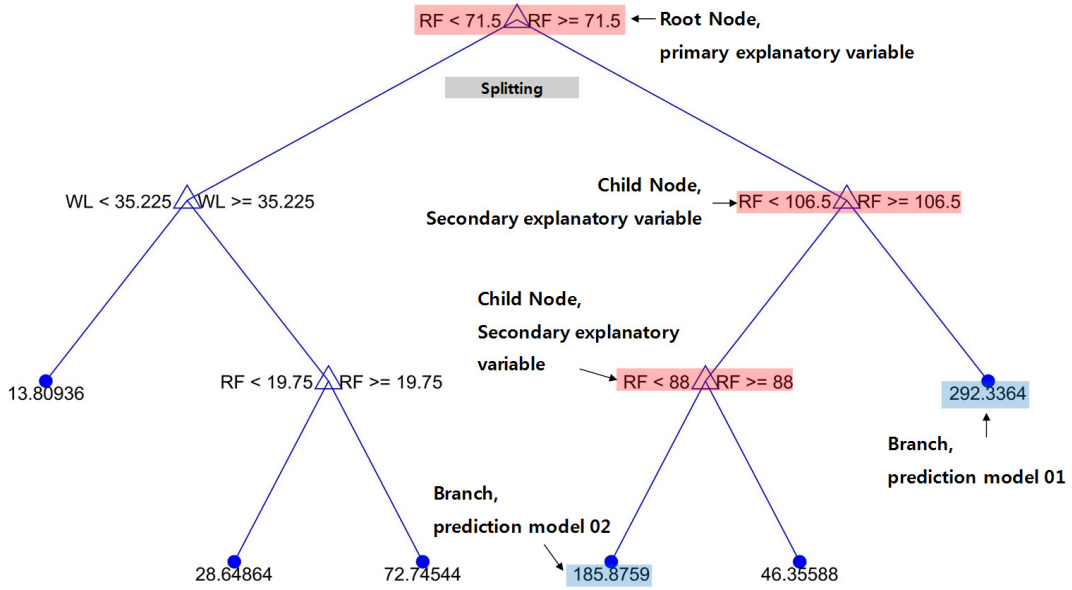 RF < 71.5 RF >= 71.5
Root Node,
primary explanatory variable
Splitting
WL < 35.225 WL >= 35.225
Child Node,
Secondary explanatory variable
RF < 106.5 RF >= 106.5
Child Node,
Secondary explanatory
variable
13.80936
RF < 19.75 RF >= 19.75
RF < 88 RF >= 88
292.3364
Branch,
prediction model 01
Branch,
prediction model 02
28.64864
72.74544
185.8759
46.35588